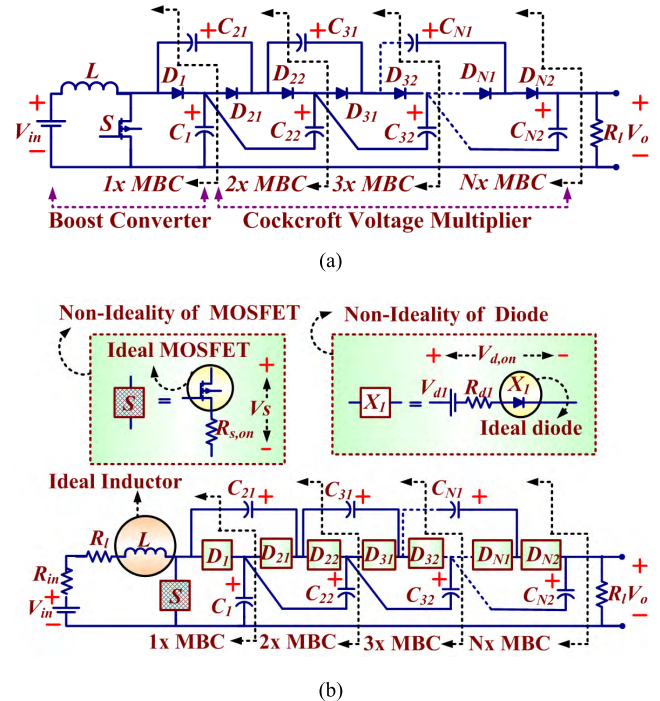 C21 + C31 + CN1 +
L D1 D22 D32 DN1 DN2
+ S D21 + D31 + + +
Vin C1 C22 C32 CN2 Rl Vo
− −
1x MBC 2x MBC 3x MBC Nx MBC
Boost Converter Cockcroft Voltage Multiplier
(a)
Non-Ideality of MOSFET Non-Ideality of Diode
Ideal MOSFET + Vd,on −
+ Vd1 Rd1 X1
S = Vs X1 =
Rs,on Ideal diode
−
Ideal Inductor
C21 + C31 + CN1 +
Rl L D1 D21 D22 D31 D32 DN1 DN2
Rin + + + + +
+ S C1 C22 C32 CN2 Rl Vo
Vin
− −
1x MBC 2x MBC 3x MBC Nx MBC
(b)